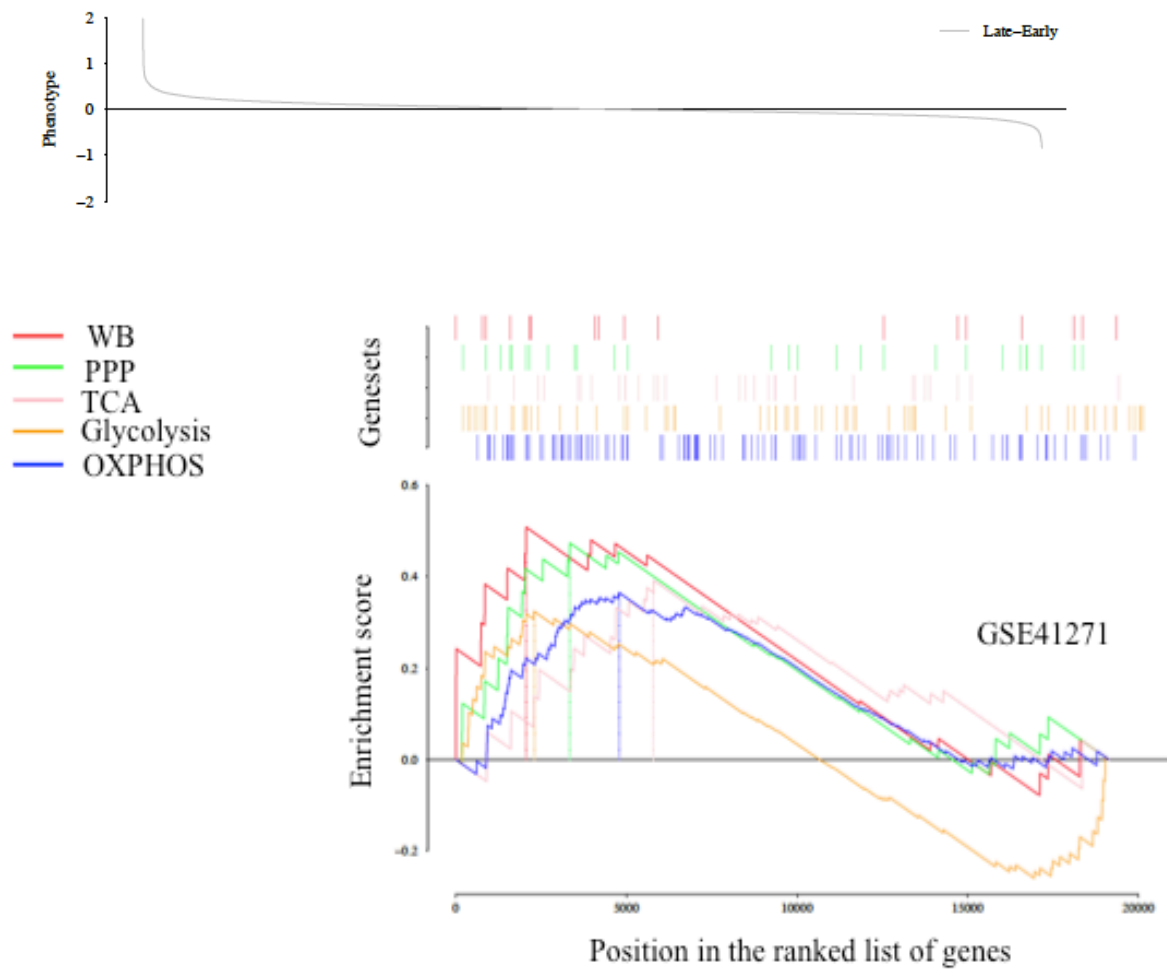 2
Late–Early
1
Phenotype
0
−1
−2
WB
PPP
TCA
Glycolysis
OXPHOS
Genesets
0.6
0.4
GSE41271
0.2
Enrichment score
0.0
−0.2
0 5000 10000 15000 20000
Position in the ranked list of genes